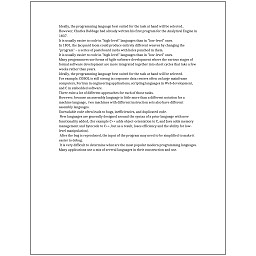 Ideally, the programming language best suited for the task at hand will be selected.
However, Charles Babbage had already written his first program for the Analytical Engine in
1837.
It is usually easier to code in "high-level" languages than in "low-level" ones.
In 1801, the Jacquard loom could produce entirely different weaves by changing the
"program" - a series of pasteboard cards with holes punched in them.
It is usually easier to code in "high-level" languages than in "low-level" ones.
Many programmers use forms of Agile software development where the various stages of
formal software development are more integrated together into short cycles that take a few
weeks rather than years.
Ideally, the programming language best suited for the task at hand will be selected.
For example, COBOL is still strong in corporate data centers often on large mainframe
computers, Fortran in engineering applications, scripting languages in Web development,
and C in embedded software.
There exist a lot of different approaches for each of those tasks.
However, because an assembly language is little more than a different notation for a
machine language, two machines with different instruction sets also have different
assembly languages.
Unreadable code often leads to bugs, inefficiencies, and duplicated code.
New languages are generally designed around the syntax of a prior language with new
functionality added, (for example C++ adds object-orientation to C, and Java adds memory
management and bytecode to C++, but as a result, loses efficiency and the ability for low-
level manipulation).
After the bug is reproduced, the input of the program may need to be simplified to make it
easier to debug.
It is very difficult to determine what are the most popular modern programming languages.
Many applications use a mix of several languages in their construction and use.